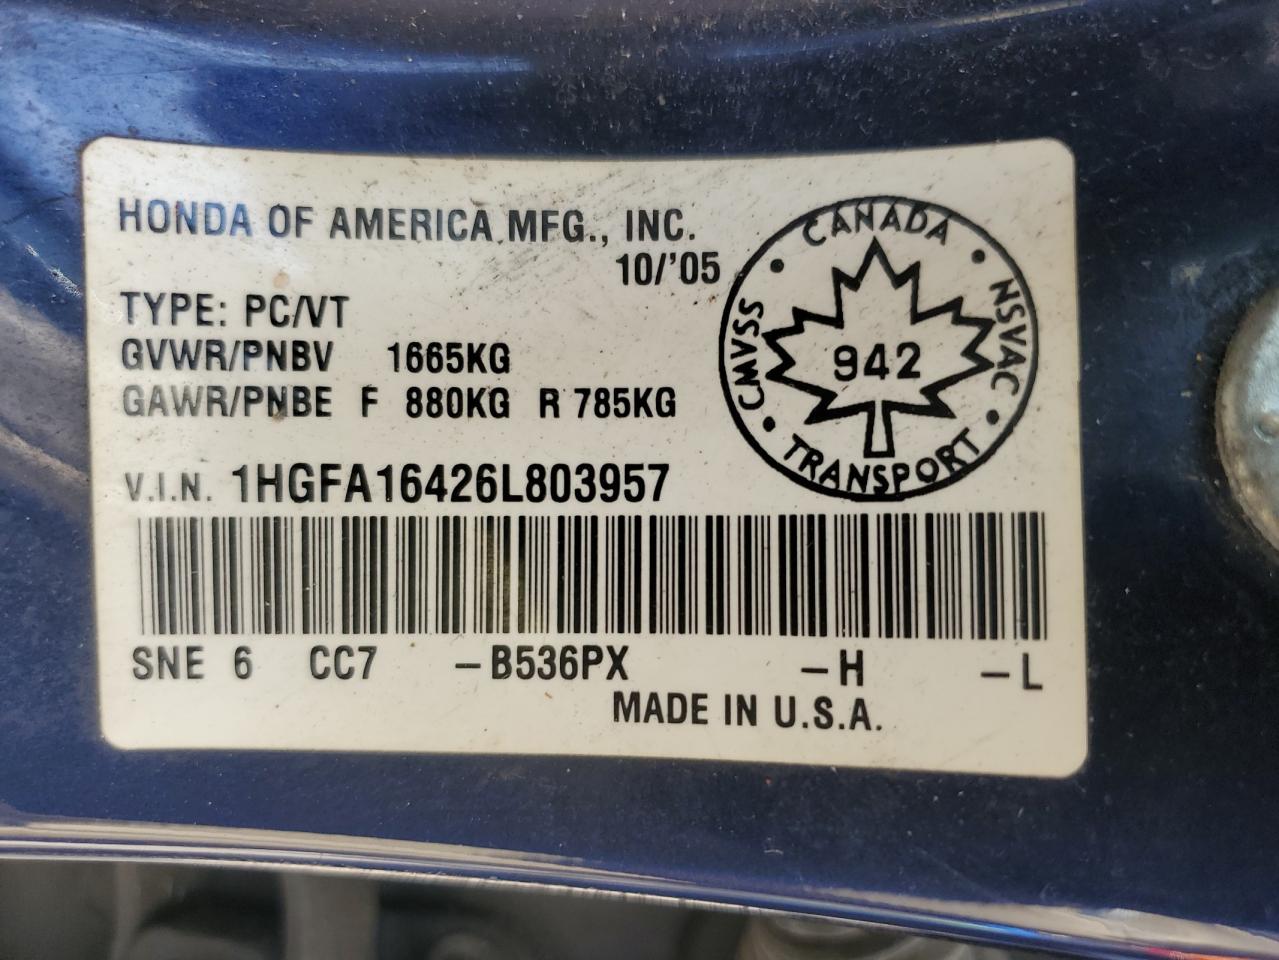 HONDA OF AMERICA MFG., INC.
10/'05
TYPE: PC/VT
GVWR/PNBV 1665KG
GAWR/PNBE F 880KG R 785KG
V.I.N. 1HGFA16426L803957
SNE 6 CC7 -B536PX -H -L
MADE IN U.S.A.
CANADA
NSVAC
TRANSPORT
CMVSS
942